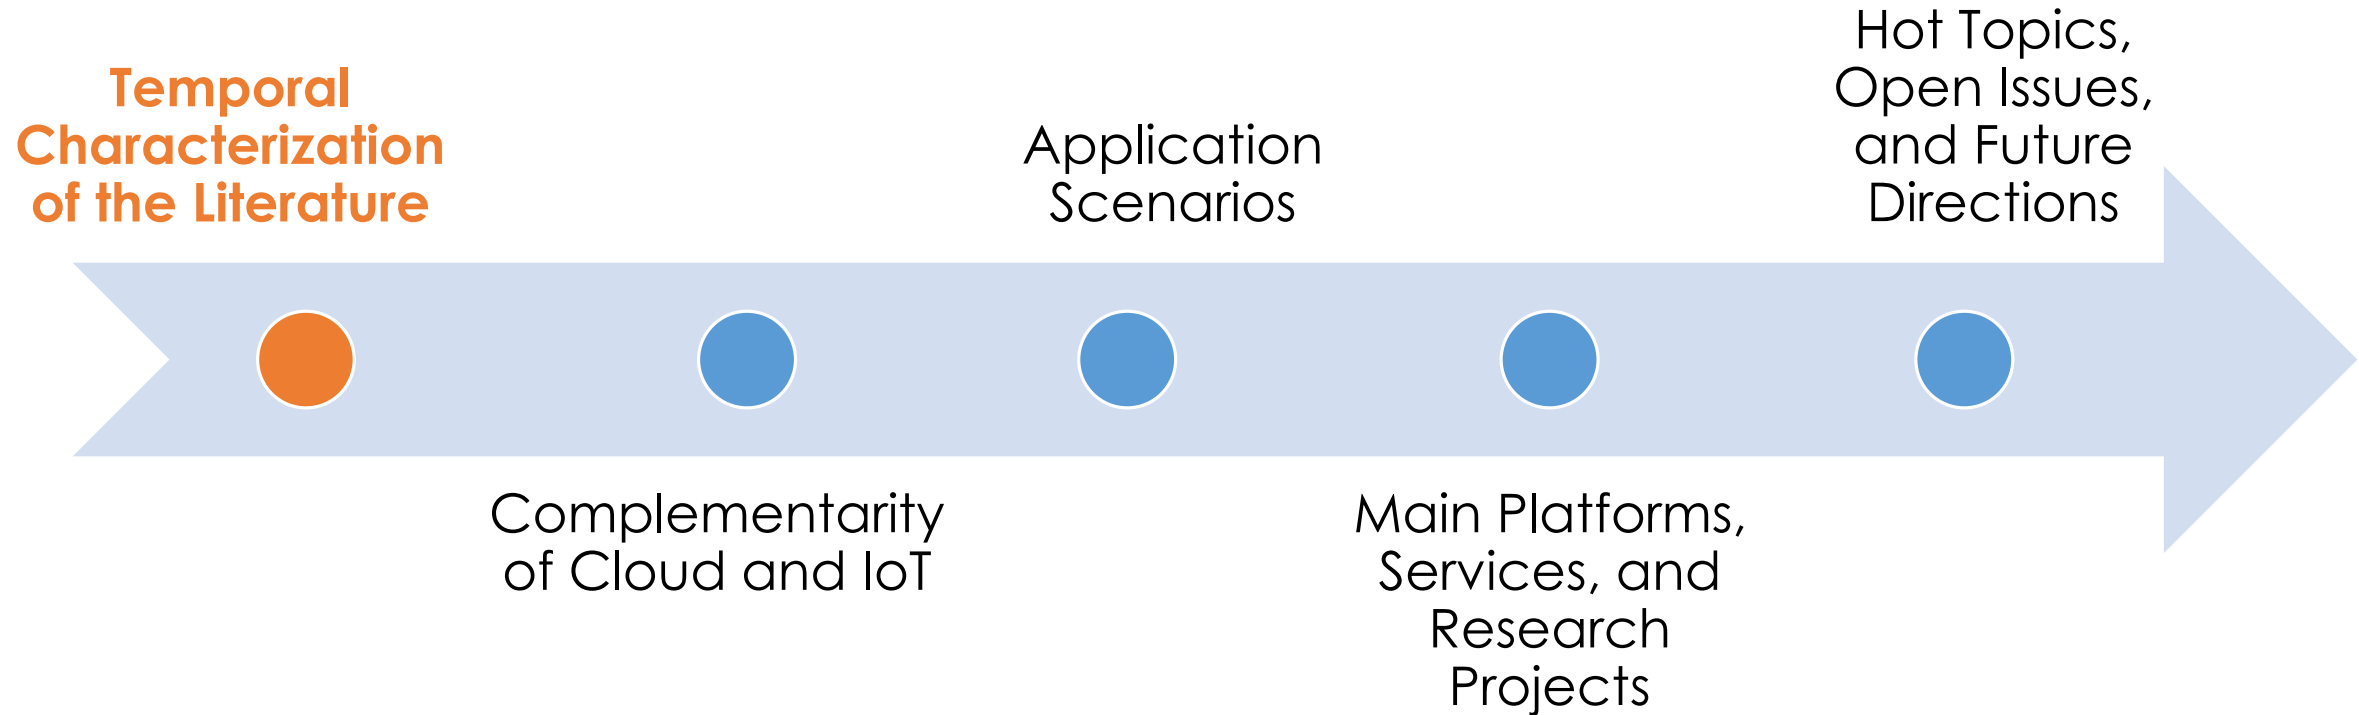 Temporal
Characterization
of the Literature
Complementarity
of Cloud and IoT
Application
Scenarios
Main Platforms,
Services, and
Research
Projects
Hot Topics,
Open Issues,
and Future
Directions